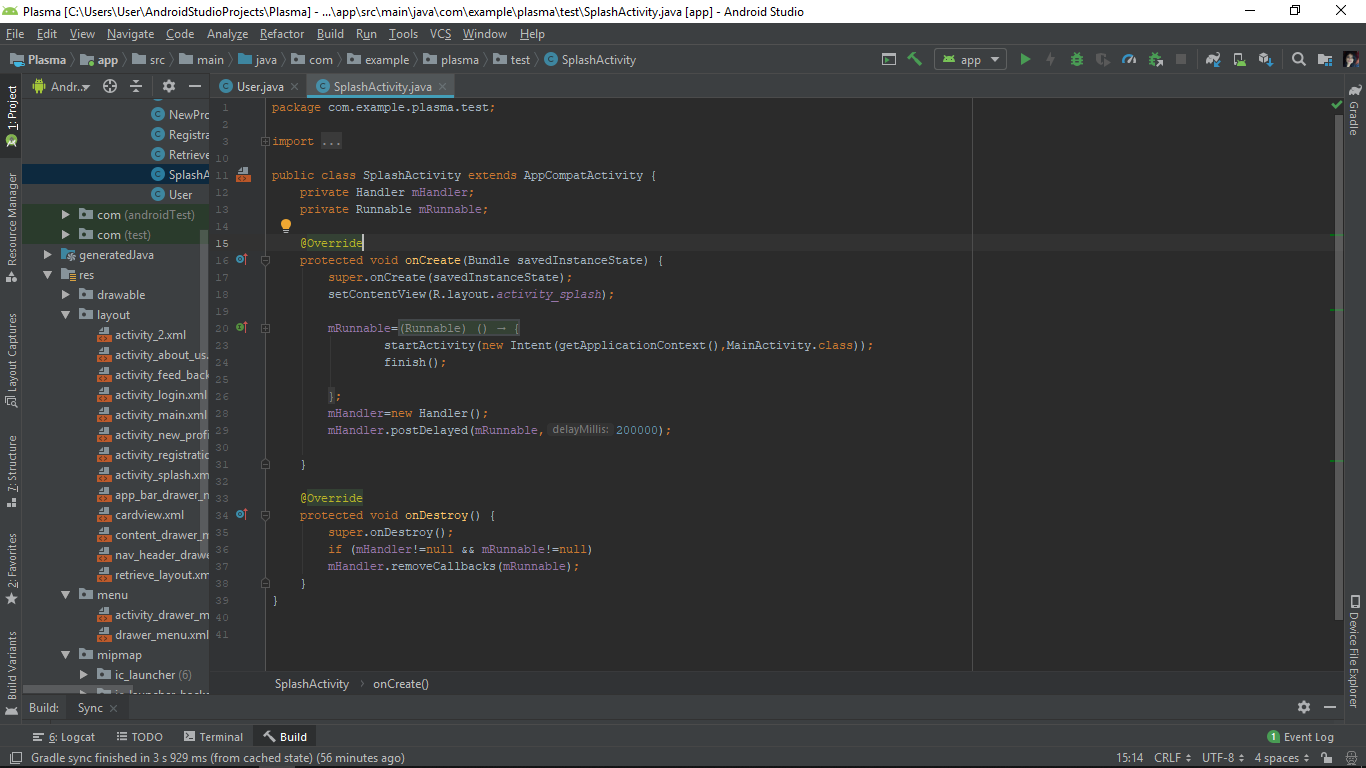 Plasma [C:\Users\User\AndroidStudioProjects\Plasma] - ...\app\src\main\java\com\example\plasma\test\SplashActivity.java [app] - Android Studio
File Edit View Navigate Code Analyze Refactor Build Run Tools VCS Window Help
Plasma app src main java com example plasma test SplashActivity app
1: Project
Resource Manager
Layout Captures
7: Structure
2: Favorites
Build Variants
Andr..
NewPro
Registra
Retrieve
SplashA
User
com (androidTest)
com (test)
generatedJava
res
drawable
layout
activity_2.xml
activity_about_us.
activity_feed_back
activity_login.xml
activity_main.xml
activity_new_profi
activity_registratio
activity_splash.xm
app_bar_drawer_m
cardview.xml
content_drawer_m
nav_header_drawe
retrieve_layout.xm
menu
activity_drawer_m
drawer_menu.xml
mipmap
ic_launcher (6)
User.java SplashActivity.java
1 package com.example.plasma.test;
2
3 import ...
10
11 public class SplashActivity extends AppCompatActivity {
12 private Handler mHandler;
13 private Runnable mRunnable;
14
15 @Override
16 protected void onCreate(Bundle savedInstanceState) {
17 super.onCreate(savedInstanceState);
18 setContentView(R.layout.activity_splash);
19
20 mRunnable=(Runnable) () → {
23 startActivity(new Intent(getApplicationContext(),MainActivity.class));
24 finish();
25
26 };
28 mHandler=new Handler();
29 mHandler.postDelayed(mRunnable, delayMillis: 200000);
30
31 }
32
33 @Override
34 protected void onDestroy() {
35 super.onDestroy();
36 if (mHandler!=null && mRunnable!=null)
37 mHandler.removeCallbacks(mRunnable);
38 }
39 }
40
41
SplashActivity › onCreate()
Gradle
Device File Explorer
Build: Sync
6: Logcat TODO Terminal Build 1 Event Log
Gradle sync finished in 3 s 929 ms (from cached state) (56 minutes ago) 15:14 CRLF UTF-8 4 spaces